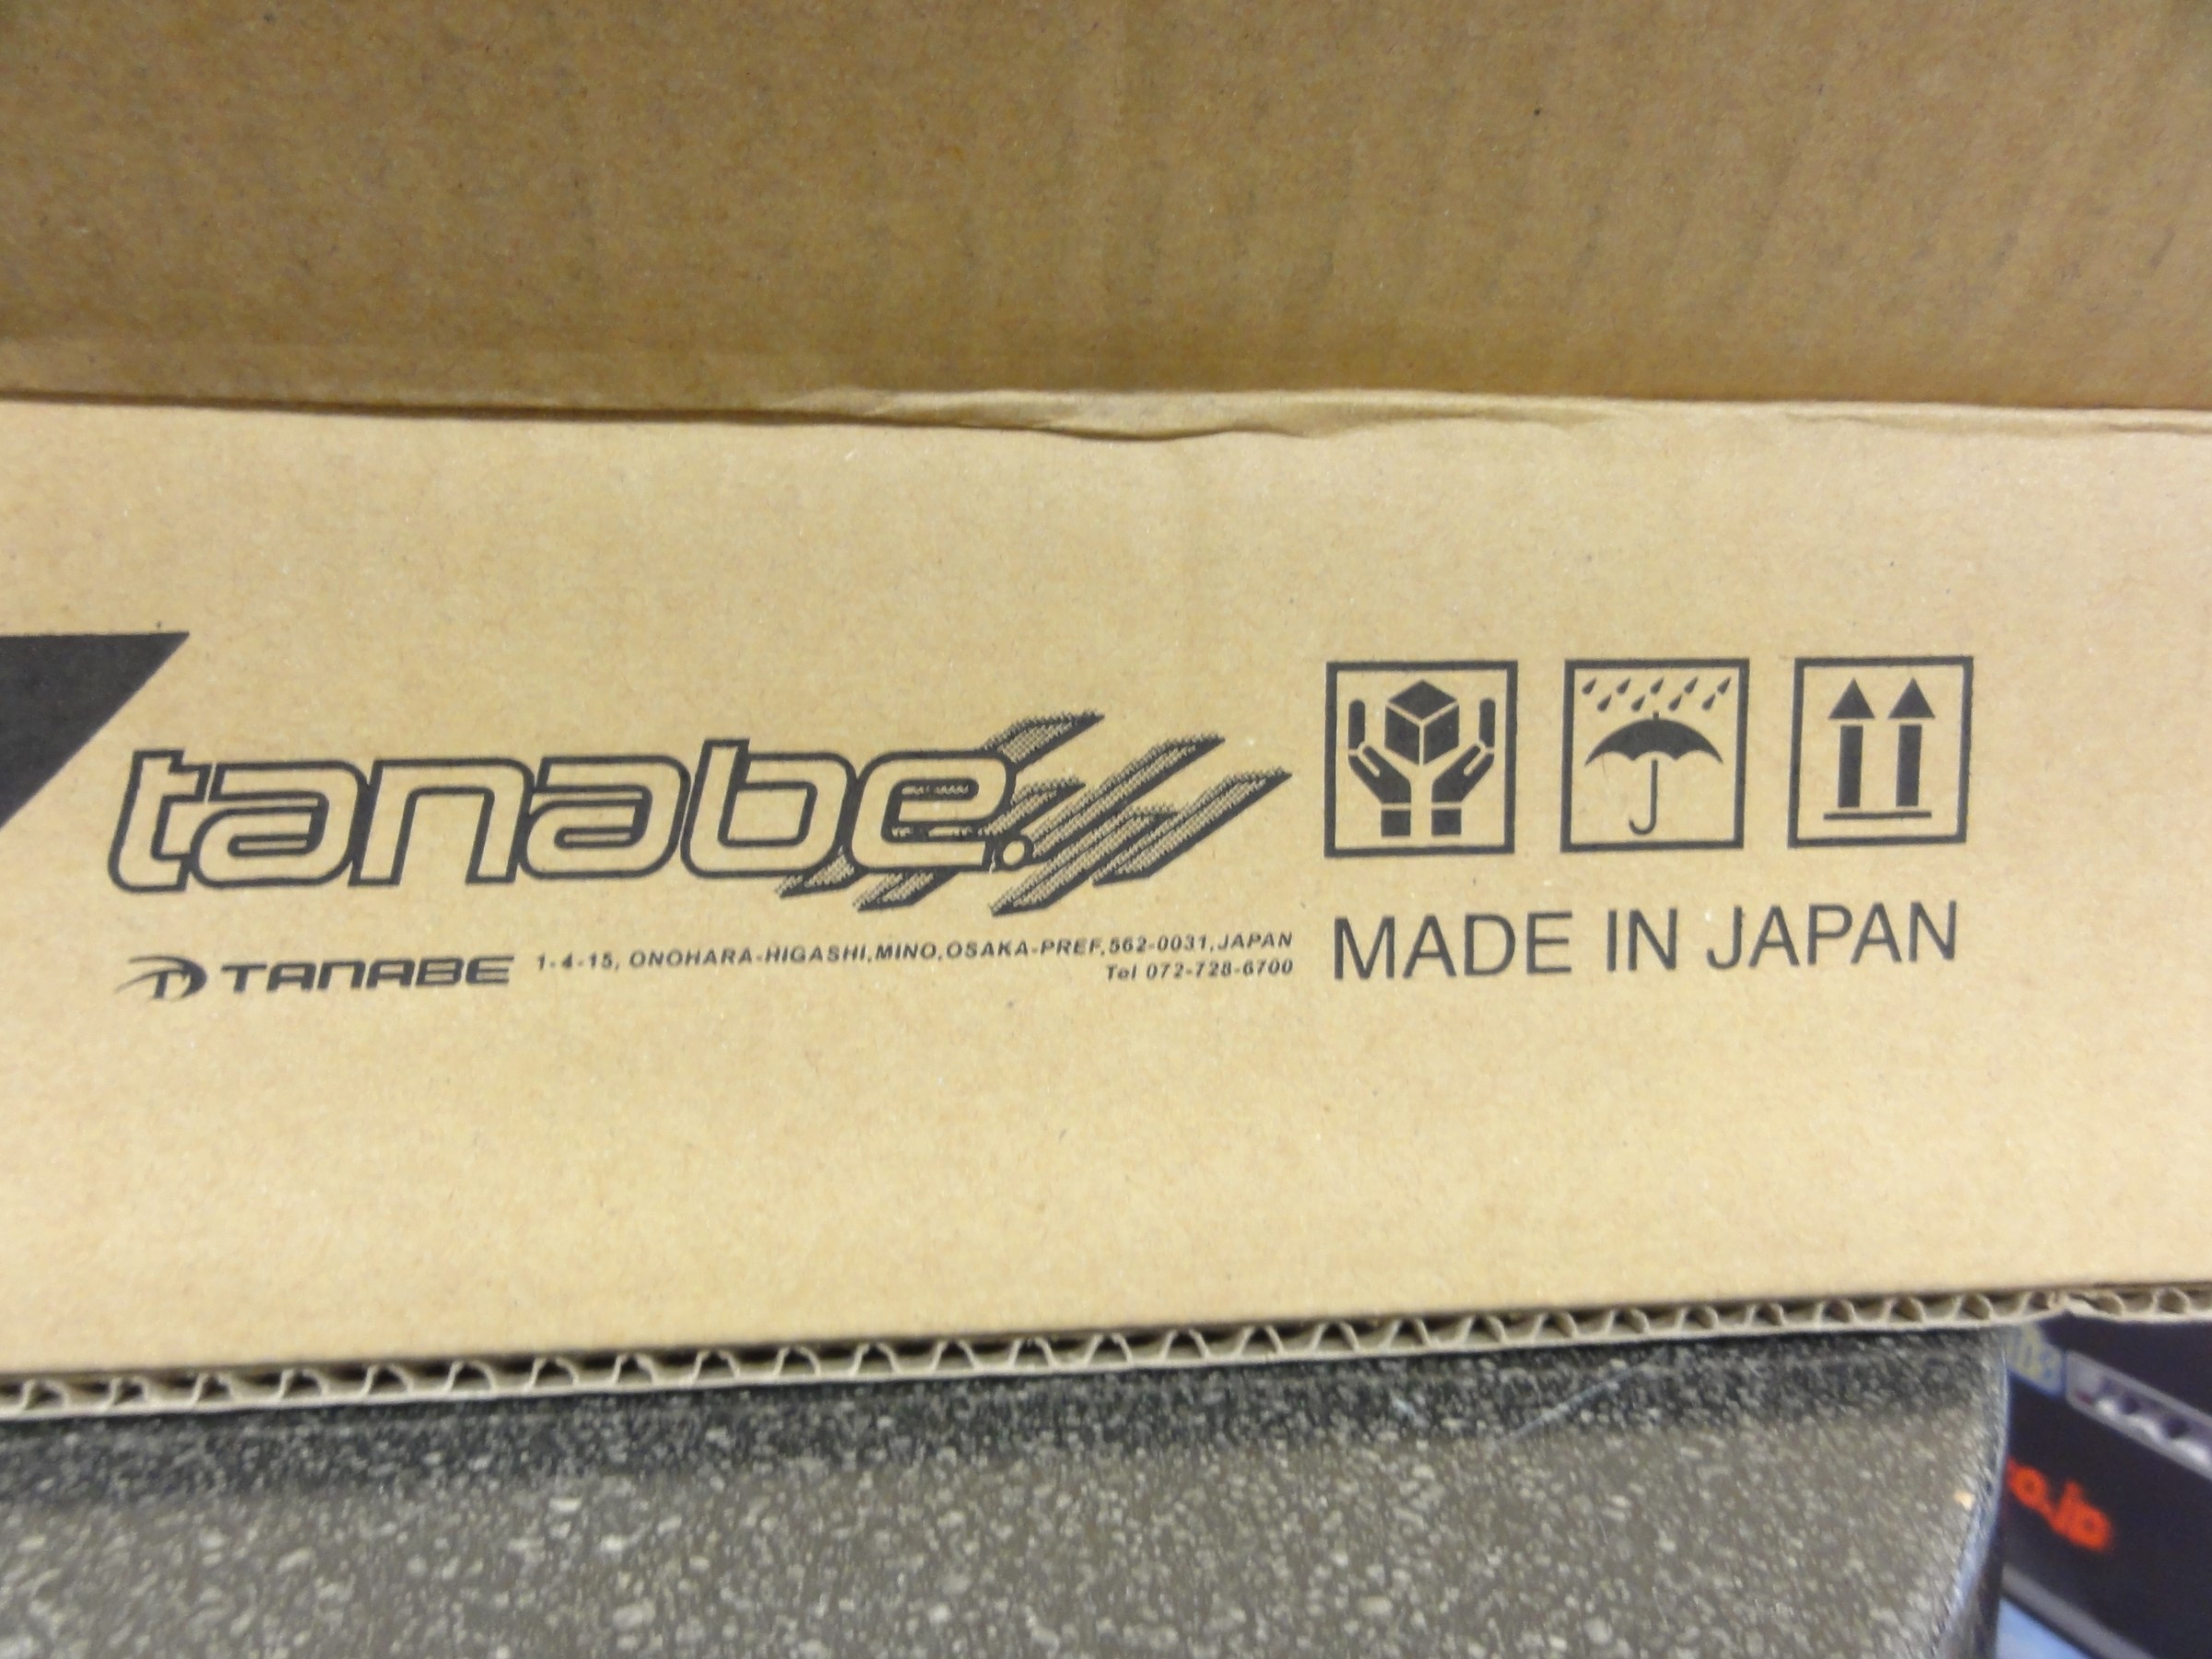 tanabe.
TANABE
1-4-15, ONOHARA-HIGASHI,MINO,OSAKA-PREF,562-0031,JAPAN
Tel 072-728-6700
MADE IN JAPAN
o.jp